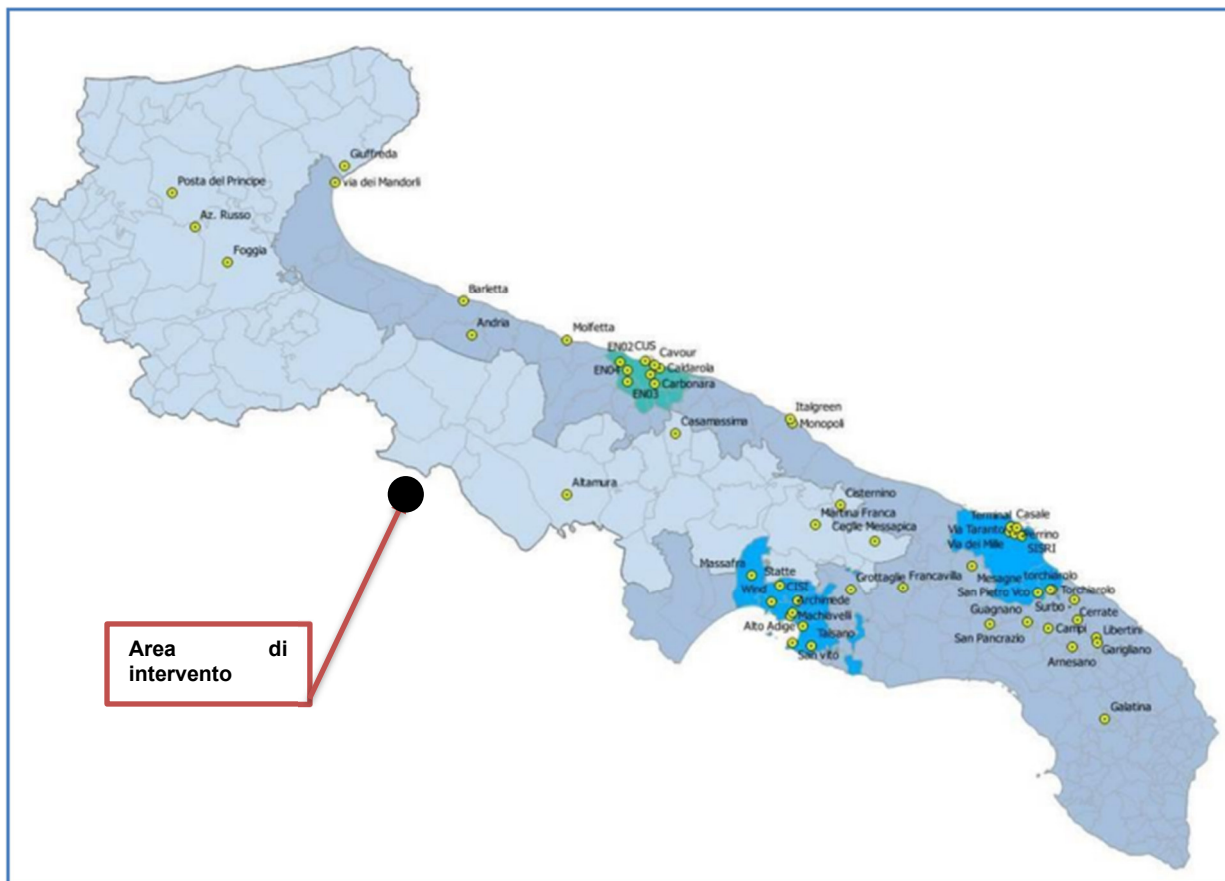 Giuffreda
Posta del Principe
via dei Mandorli
Az. Russo
Foggia
Barletta
Andria
Molfetta
EN02 CUS
Cavour
EN04
Caldarola
EN03
Carbonara
Italgreen
Casamassima
Monopoli
Altamura
Cisternino
Martina Franca
Terminal Casale
Via Taranto
Ceglie Messapica
Perrino
Via dei Mille
SISRI
Massafra
Statte
Grottaglie
Francavilla
Mesagne
torchiarolo
Wind
CISI
San Pietro Vco
Torchiarolo
Archimede
Guagnano
Surbo
Cerrate
Machiavelli
Alto Adige
Campi
Libertini
Talsano
San Pancrazio
Garigliano
San vito
Arnesano
Area di
intervento
Galatina